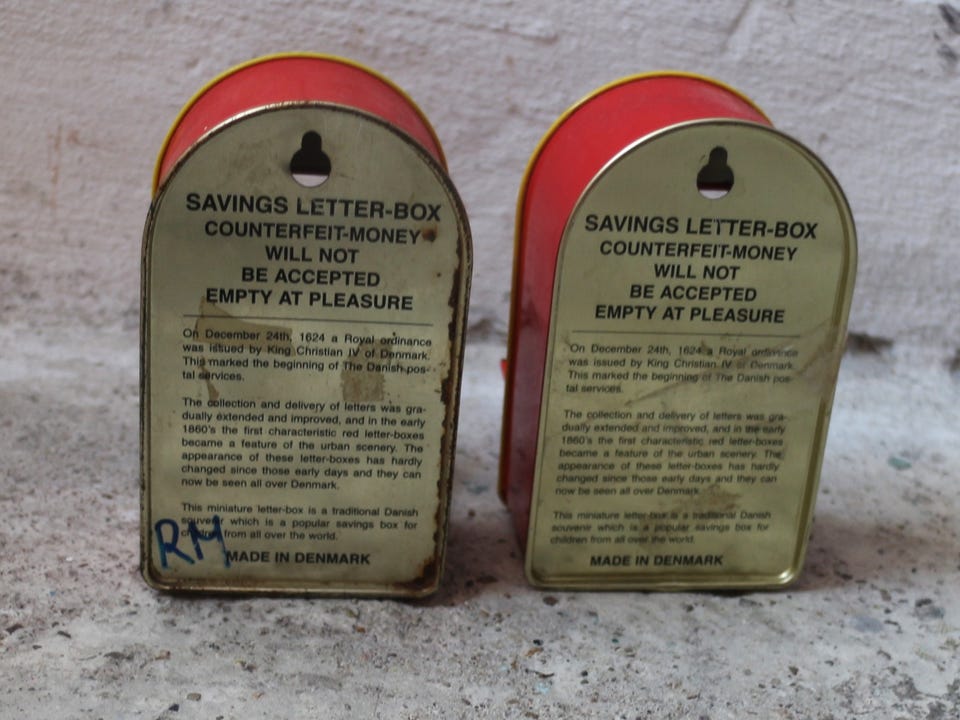 SAVINGS LETTER-BOX
COUNTERFEIT-MONEY
WILL NOT
BE ACCEPTED
EMPTY AT PLEASURE
On December 24th, 1624 a Royal ordinance
was issued by King Christian IV of Denmark.
This marked the beginning of The Danish pos-
tal services.
The collection and delivery of letters was gra-
dually extended and improved, and in the early
1860's the first characteristic red letter-boxes
became a feature of the urban scenery. The
appearance of these letter-boxes has hardly
changed since those early days and they can
now be seen all over Denmark.
This miniature letter-box is a traditional Danish
souvenir which is a popular savings box for
children from all over the world.
RM
MADE IN DENMARK
SAVINGS LETTER-BOX
COUNTERFEIT-MONEY
WILL NOT
BE ACCEPTED
EMPTY AT PLEASURE
On December 24th, 1624 a Royal ordinance
was issued by King Christian IV of Denmark.
This marked the beginning of The Danish pos-
tal services.
The collection and delivery of letters was gra-
dually extended and improved, and in the early
1860's the first characteristic red letter-boxes
became a feature of the urban scenery. The
appearance of these letter-boxes has hardly
changed since those early days and they can
now be seen all over Denmark.
This miniature letter-box is a traditional Danish
souvenir which is a popular savings box for
children from all over the world.
MADE IN DENMARK